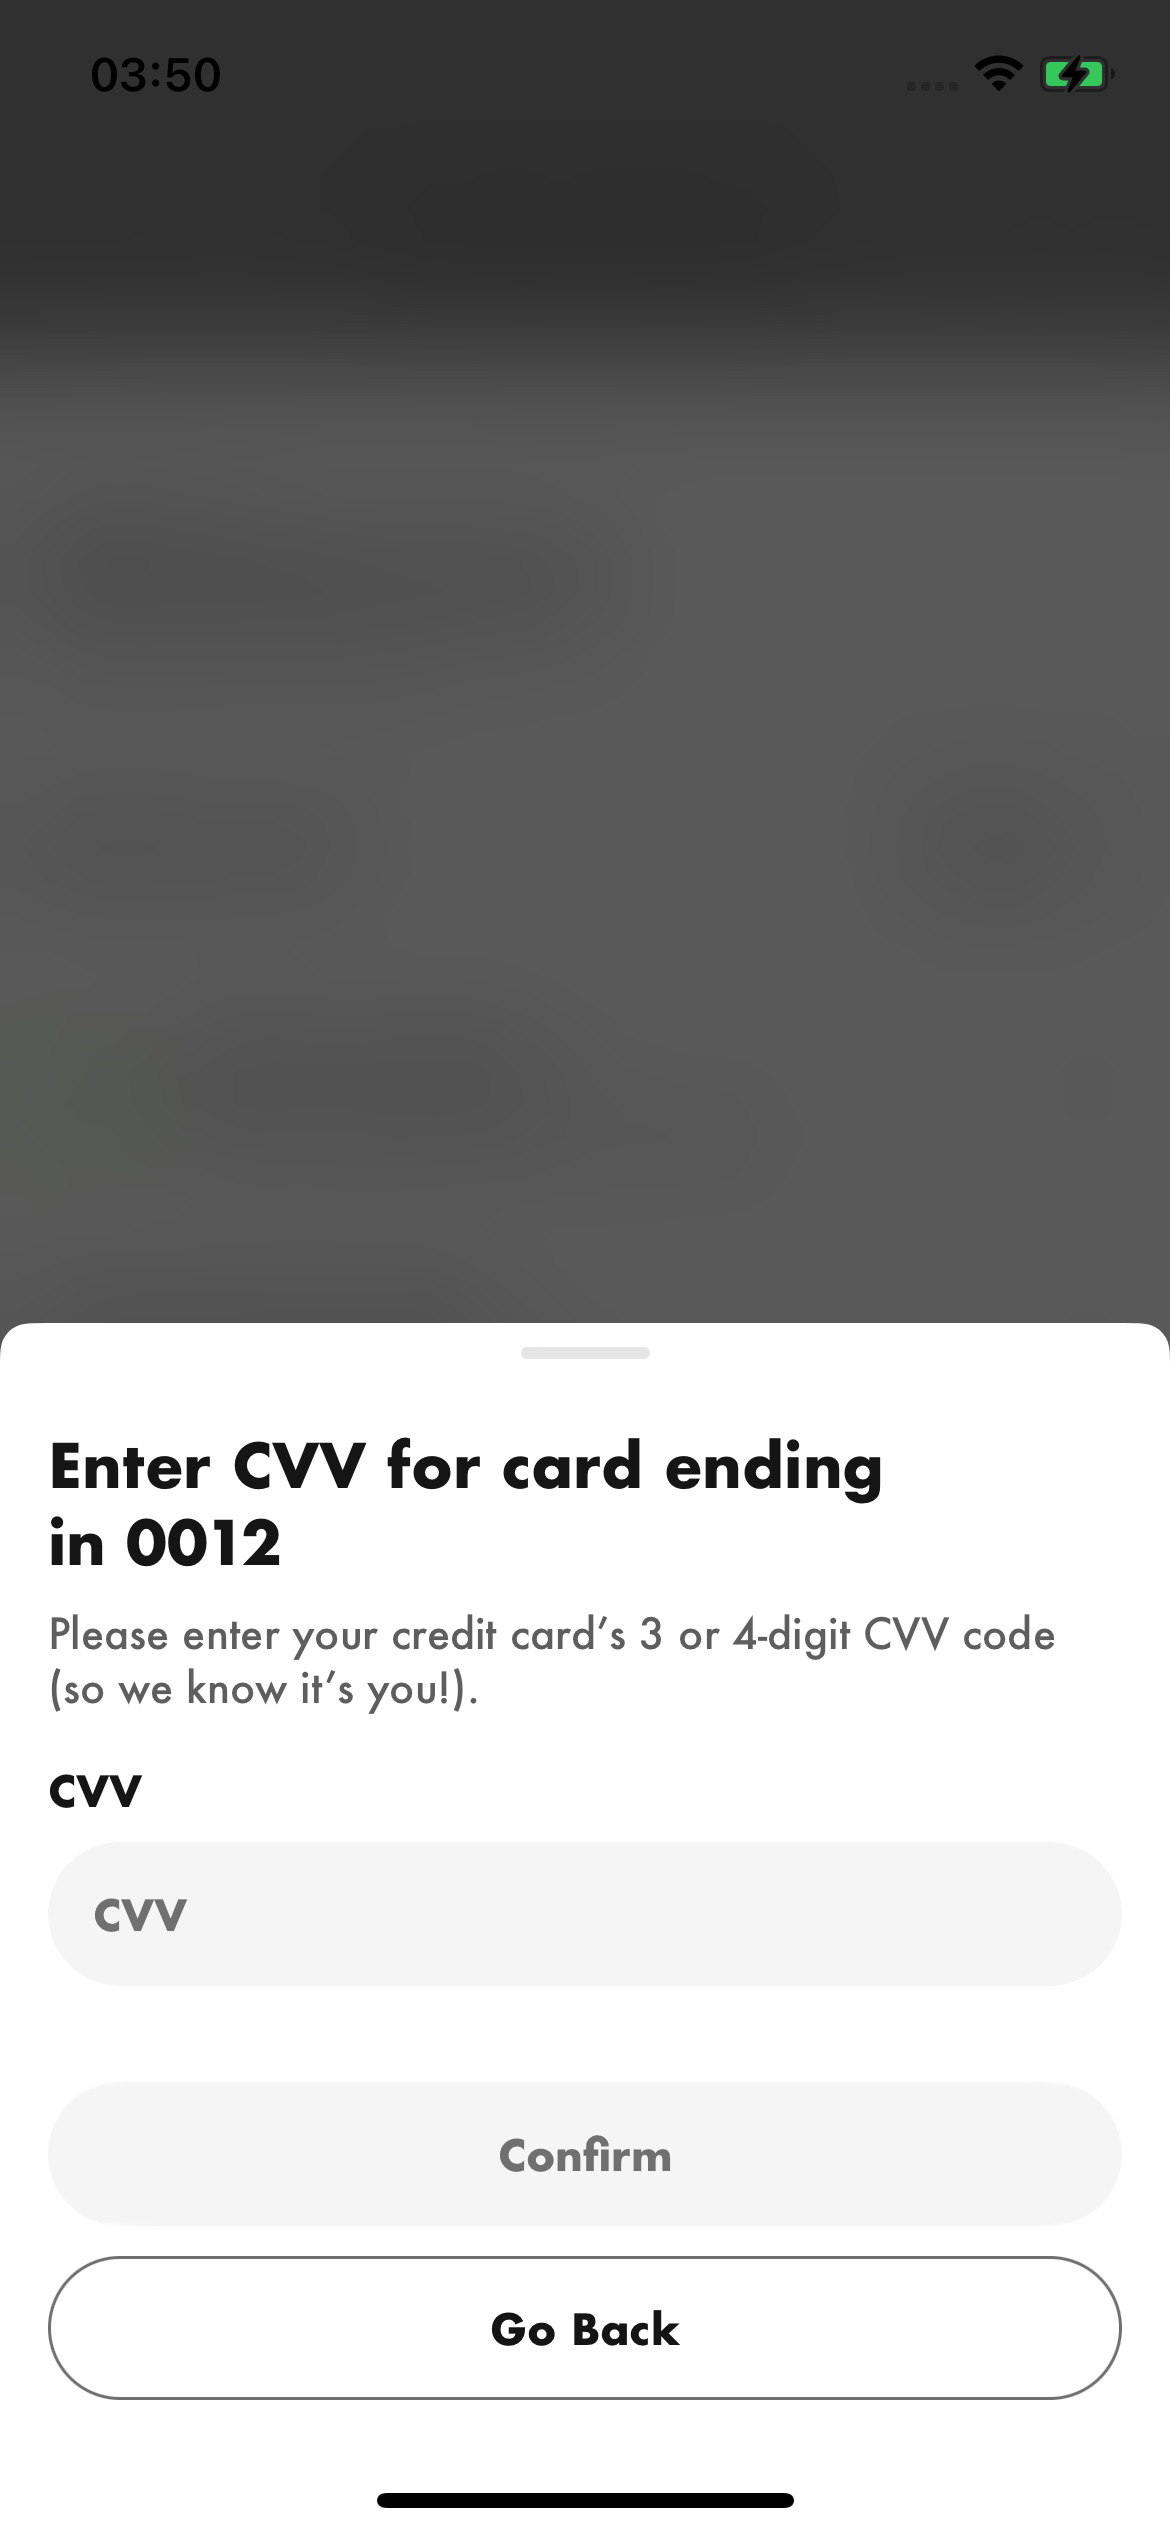 03:50
Enter CVV for card ending
in 0012
Please enter your credit card’s 3 or 4-digit CVV code
(so we know it’s you!).
CVV
CVV
Confirm
Go Back